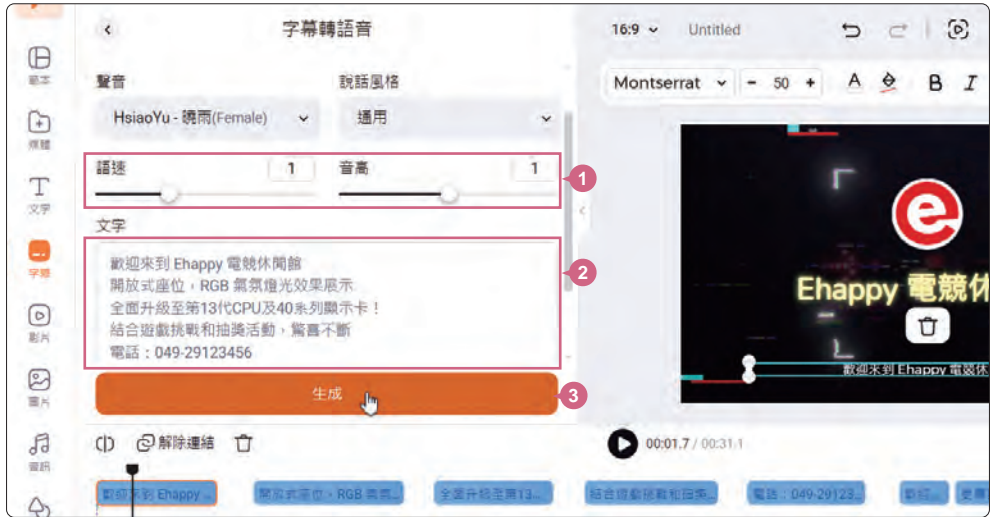 字幕轉語音
16:9
Untitled
範本
聲音
說話風格
HsiaoYu - 曉雨(Female)
通用
Montserrat
- 50 +
A
B
I
媒體
語速
1
音高
1
1
文字
文字
字幕
歡迎來到 Ehappy 電競休閒館
開放式座位，RGB 氣氛燈光效果展示
全面升級至第13代CPU及40系列顯示卡！
結合遊戲挑戰和抽獎活動，驚喜不斷
電話：049-29123456
2
e
Ehappy 電競休
歡迎來到 Ehappy 電競休
影片
圖片
生成
3
音訊
解除連結
00:01.7 / 00:31.1
歡迎來到 Ehappy ...
開放式座位，RGB 氣氛...
全面升級至第13...
結合遊戲挑戰和抽獎...
電話：049-29123...